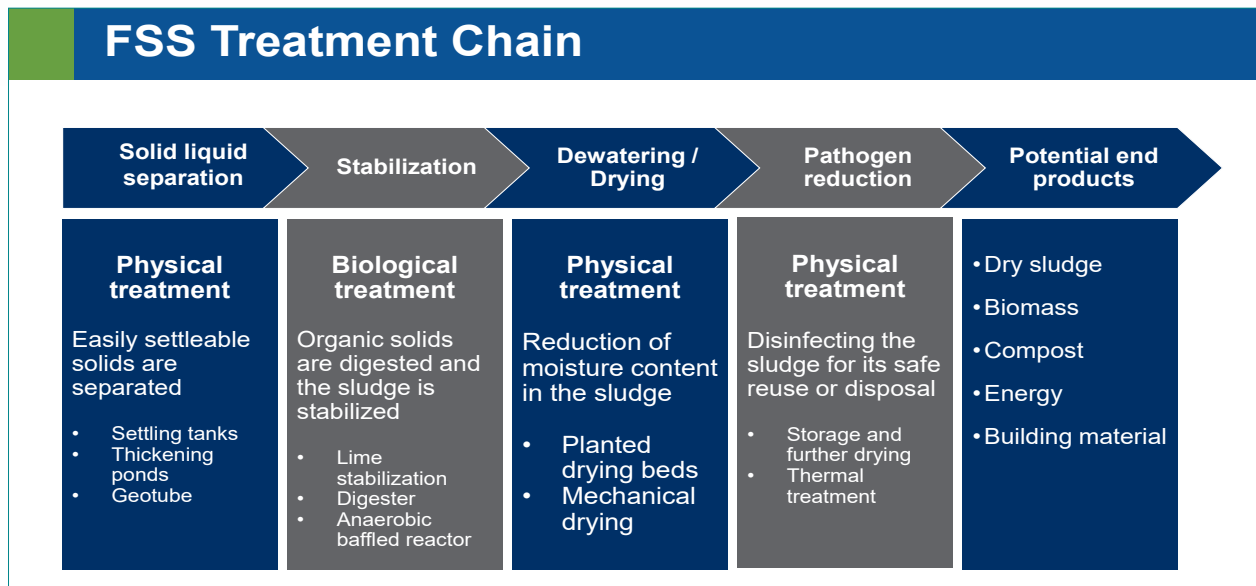 FSS Treatment Chain
Solid liquid
separation
Stabilization
Dewatering /
Drying
Pathogen
reduction
Potential end
products
Physical
treatment
Easily settleable
solids are
separated
• Settling tanks
• Thickening
ponds
• Geotube
Biological
treatment
Organic solids
are digested and
the sludge is
stabilized
• Lime
stabilization
• Digester
• Anaerobic
baffled reactor
Physical
treatment
Reduction of
moisture content
in the sludge
• Planted
drying beds
• Mechanical
drying
Physical
treatment
Disinfecting the
sludge for its safe
reuse or disposal
• Storage and
further drying
• Thermal
treatment
• Dry sludge
• Biomass
• Compost
• Energy
• Building material